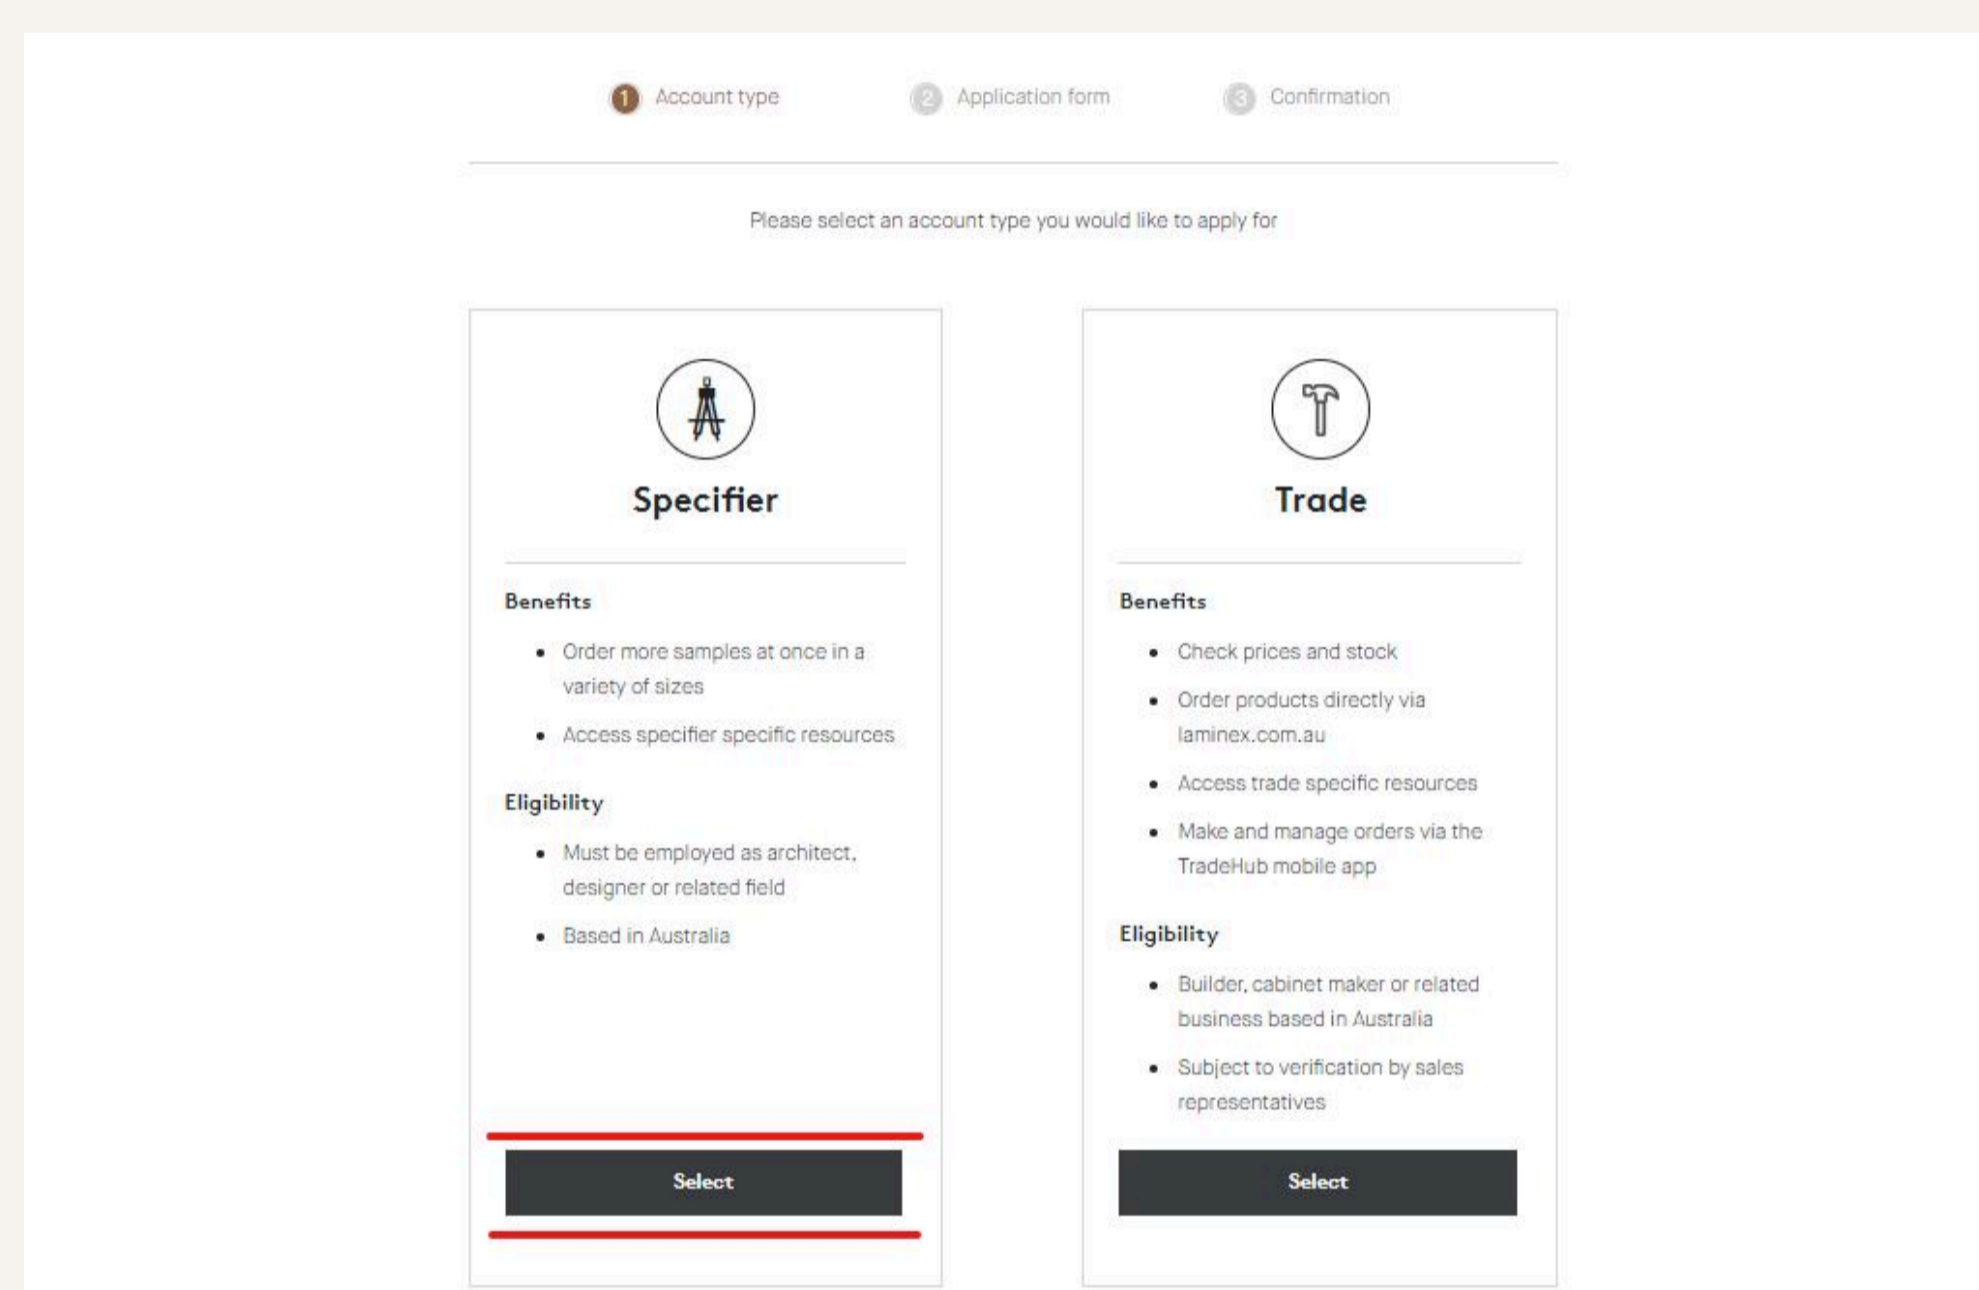 1 Account type
2 Application form
3 Confirmation
Please select an account type you would like to apply for
Specifier
Benefits
Order more samples at once in a
variety of sizes
Access specifier specific resources
Eligibility
Must be employed as architect,
designer or related field
Based in Australia
Select
Trade
Benefits
Check prices and stock
Order products directly via
laminex.com.au
Access trade specific resources
Make and manage orders via the
TradeHub mobile app
Eligibility
Builder, cabinet maker or related
business based in Australia
Subject to verification by sales
representatives
Select